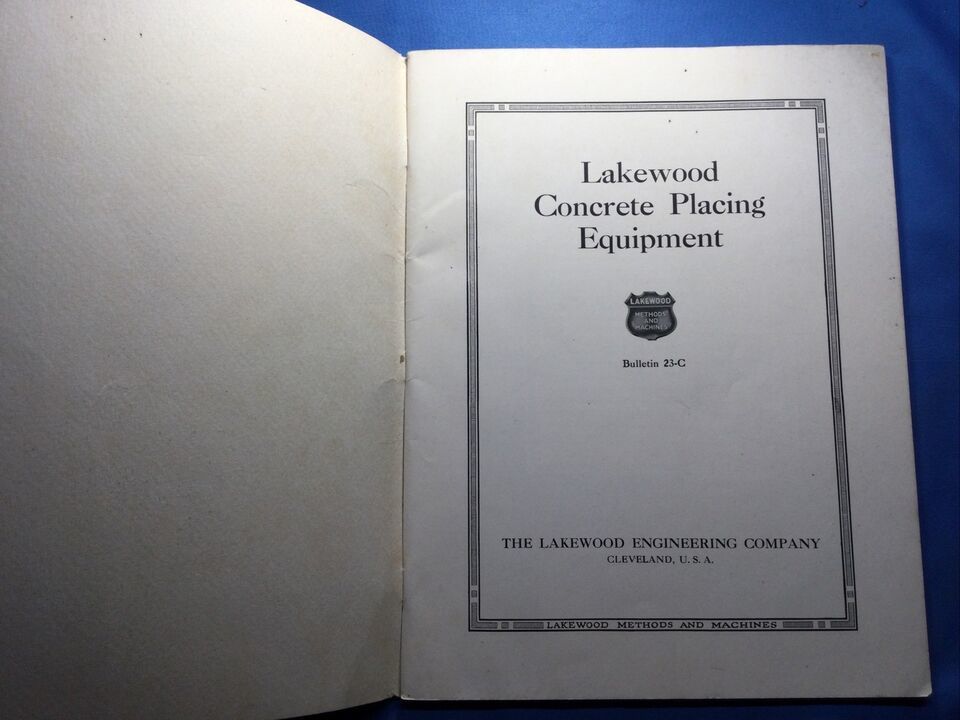 Lakewood
Concrete Placing
Equipment
LAKEWOOD
METHODS
AND
MACHINES
Bulletin 23-C
THE LAKEWOOD ENGINEERING COMPANY
CLEVELAND, U. S. A.
LAKEWOOD METHODS AND MACHINES